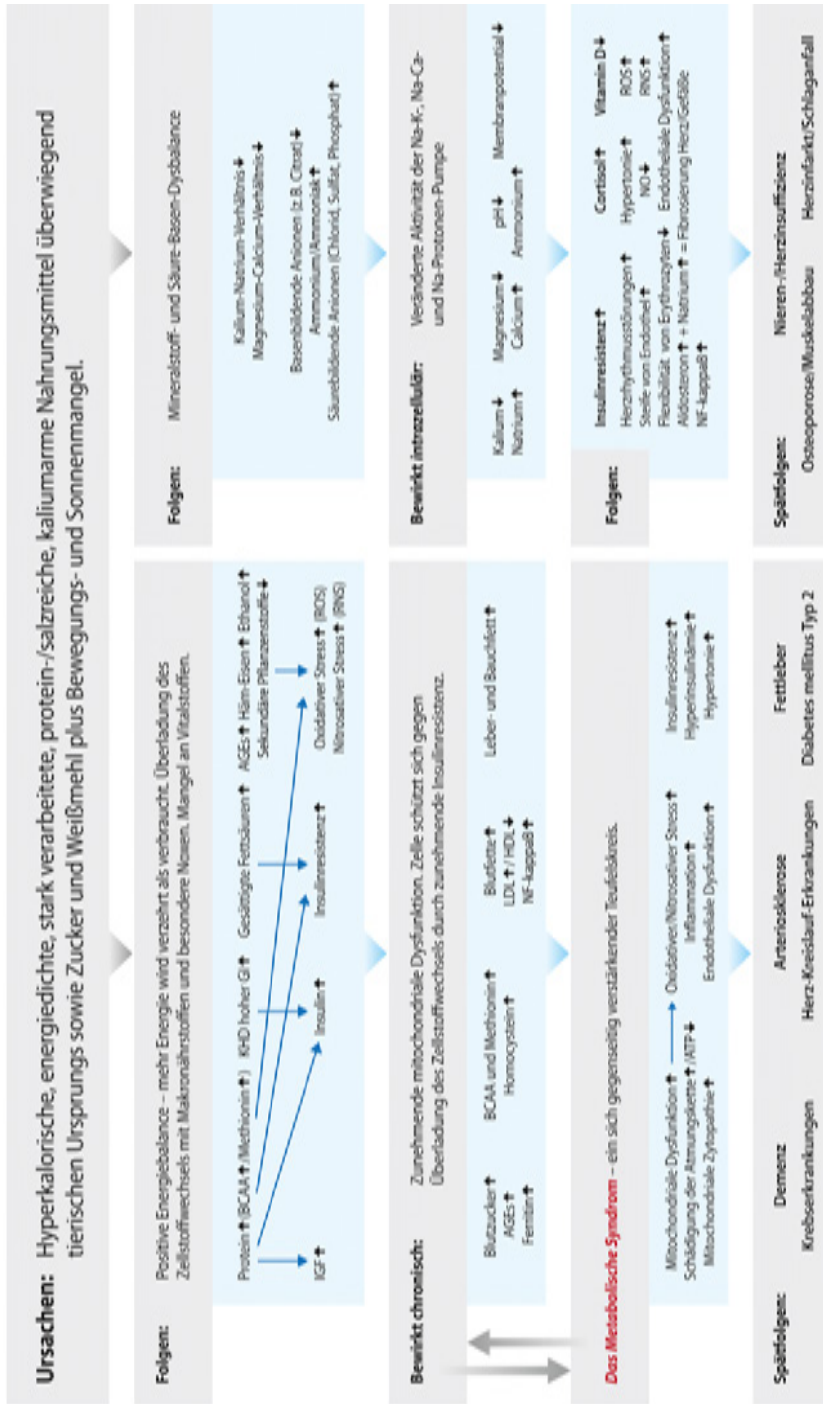 Ursachen: Hyperkalorische, energiedichte, stark verarbeitete, protein-/salzreiche, kaliumarme Nahrungsmittel überwiegend
tierischen Ursprungs sowie Zucker und Weißmehl plus Bewegungs- und Sonnenmangel.
Folgen: Positive Energiebalance – mehr Energie wird verzehrt als verbraucht. Überladung des
Zellstoffwechsels mit Makronährstoffen und besondere Noxen. Mangel an Vitalstoffen.
Protein↑ (BCAA↑/Methionin↑) KHD hoher GI↑ Gesättigte Fettsäuren↑ AGEs↑ Häm-Eisen↑ Ethanol↑
Sekundäre Pflanzenstoffe↓
IGF↑ Insulin↑ Insulinresistenz↑ Oxidativer Stress↑ (ROS)
Nitrosativer Stress↑ (RNS)
Bewirkt chronisch: Zunehmende mitochondriale Dysfunktion. Zelle schützt sich gegen
Überladung des Zellstoffwechsels durch zunehmende Insulinresistenz.
Blutzucker↑ BCAA und Methionin↑ Blutfette↑ Leber- und Bauchfett↑
AGEs↑ Homocystein↑ LDL↑/ HDL↓
Ferritin↑ NF-kappaB↑
Das Metabolische Syndrom – ein sich gegenseitig verstärkender Teufelskreis.
Mitochondriale Dysfunktion↑ → Oxidativer/Nitrosativer Stress↑ Insulinresistenz↑
Schädigung der Atmungskette↑/ATP↓ Inflammation↑ Hyperinsulinämie↑
Mitochondriale Zytopathie↑ Endotheliale Dysfunktion↑ Hypertonie↑
Spätfolgen: Demenz Arteriosklerose Fettleber
Krebserkrankungen Herz-Kreislauf-Erkrankungen Diabetes mellitus Typ 2
Folgen: Mineralstoff- und Säure-Basen-Dysbalance
Kalium-Natrium-Verhältnis↓
Magnesium-Calcium-Verhältnis↓
Basenbildende Anionen (z. B. Citrat)↓
Ammonium/Ammoniak↑
Säurebildende Anionen (Chlorid, Sulfat, Phosphat)↑
Bewirkt intrazellulär: Veränderte Aktivität der Na-K-, Na-Ca-
und Na-Protonen-Pumpe
Kalium↓ Magnesium↓ pH↓ Membranpotential↓
Natrium↑ Calcium↑ Ammonium↑
Folgen:
Insulinresistenz↑ Cortisol↑ Vitamin D↓
Herzrhythmusstörungen↑ Hypertonie↑ ROS↑
Steife von Endothel↑ NO↓ RNS↑
Flexibilität von Erythrozyten↓ Endotheliale Dysfunktion↑
Aldosteron↑ + Natrium↑ = Fibrosierung Herz/Gefäße
NF-kappaB↑
Spätfolgen: Nieren-/Herzinsuffizienz
Osteoporose/Muskelabbau Herzinfarkt/Schlaganfall